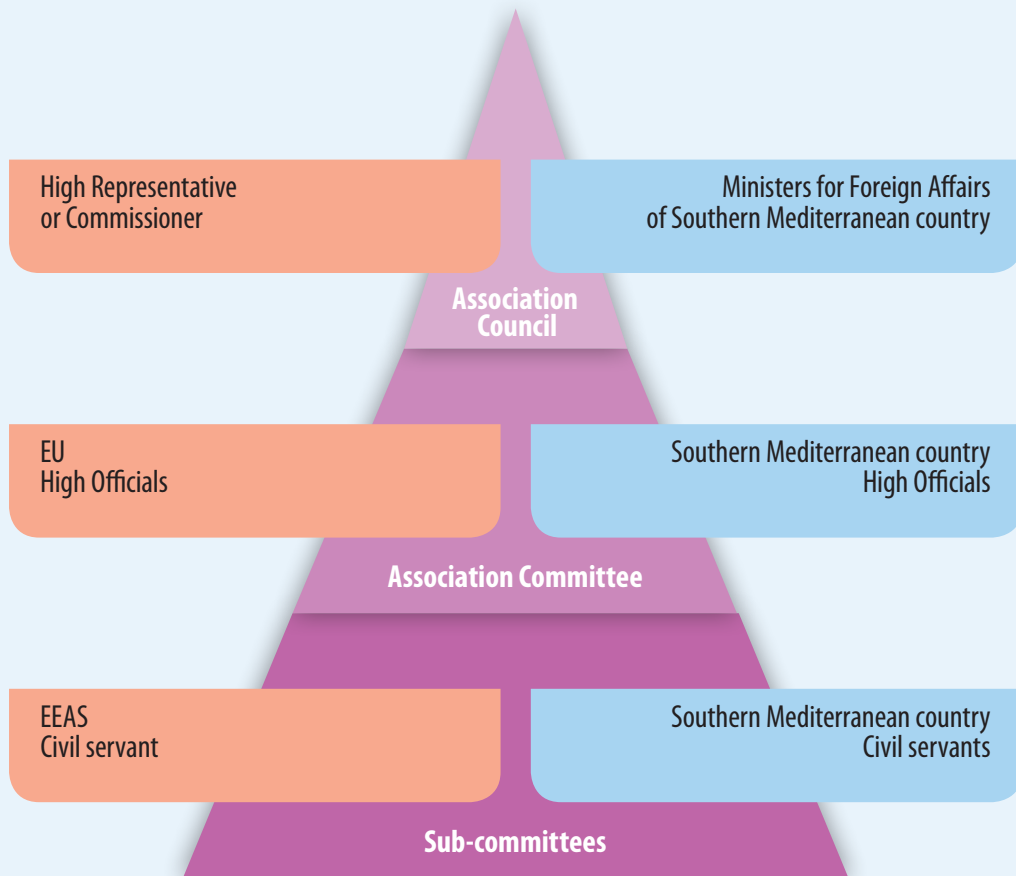 High Representative
or Commissioner
Ministers for Foreign Affairs
of Southern Mediterranean country
Association
Council
EU
High Officials
Southern Mediterranean country
High Officials
Association Committee
EEAS
Civil servant
Southern Mediterranean country
Civil servants
Sub-committees